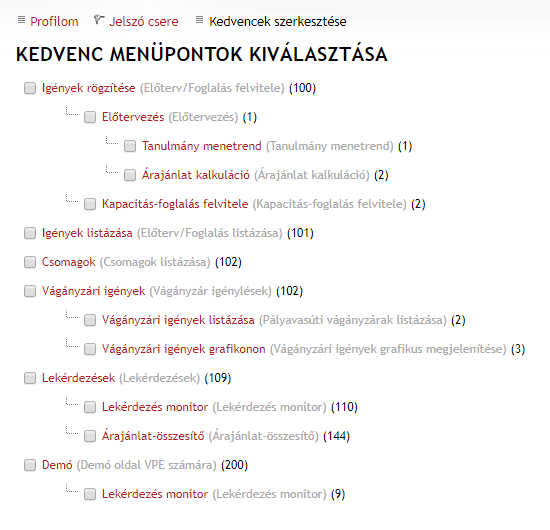 Profilom Jelszó csere Kedvencek szerkesztése
KEDVENC MENÜPONTOK KIVÁLASZTÁSA
Igények rögzítése (Előterv/Foglalás felvitele) (100)
Előtervezés (Előtervezés) (1)
Tanulmány menetrend (Tanulmány menetrend) (1)
Árajánlat kalkuláció (Árajánlat kalkuláció) (2)
Kapacitás-foglalás felvitele (Kapacitás-foglalás felvitele) (2)
Igények listázása (Előterv/Foglalás listázása) (101)
Csomagok (Csomagok listázása) (102)
Vágányzári igények (Vágányzár igénylések) (102)
Vágányzári igények listázása (Pályavasúti vágányzárak listázása) (2)
Vágányzári igények grafikonon (Vágányzári igények grafikus megjelenítése) (3)
Lekérdezések (Lekérdezések) (109)
Lekérdezés monitor (Lekérdezés monitor) (110)
Árajánlat-összesítő (Árajánlat-összesítő) (144)
Demó (Demó oldal VPE számára) (200)
Lekérdezés monitor (Lekérdezés monitor) (9)